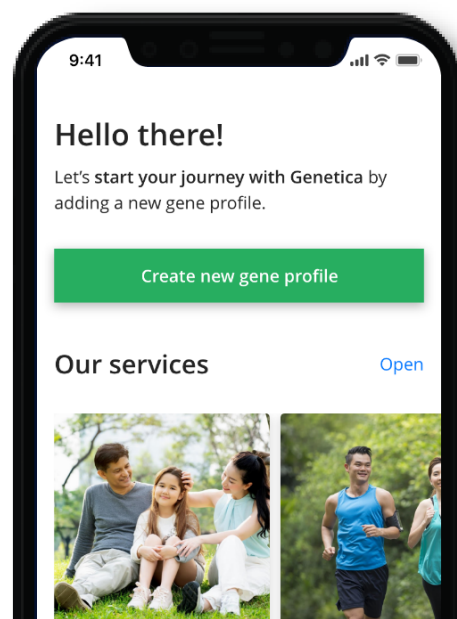 9:41
Hello there!
Let's start your journey with Genetica by
adding a new gene profile.
Create new gene profile
Our services
Open